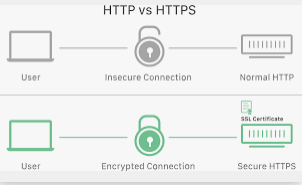 HTTP vs HTTPS
User Insecure Connection Normal HTTP
SSL Certificate
User Encrypted Connection Secure HTTPS